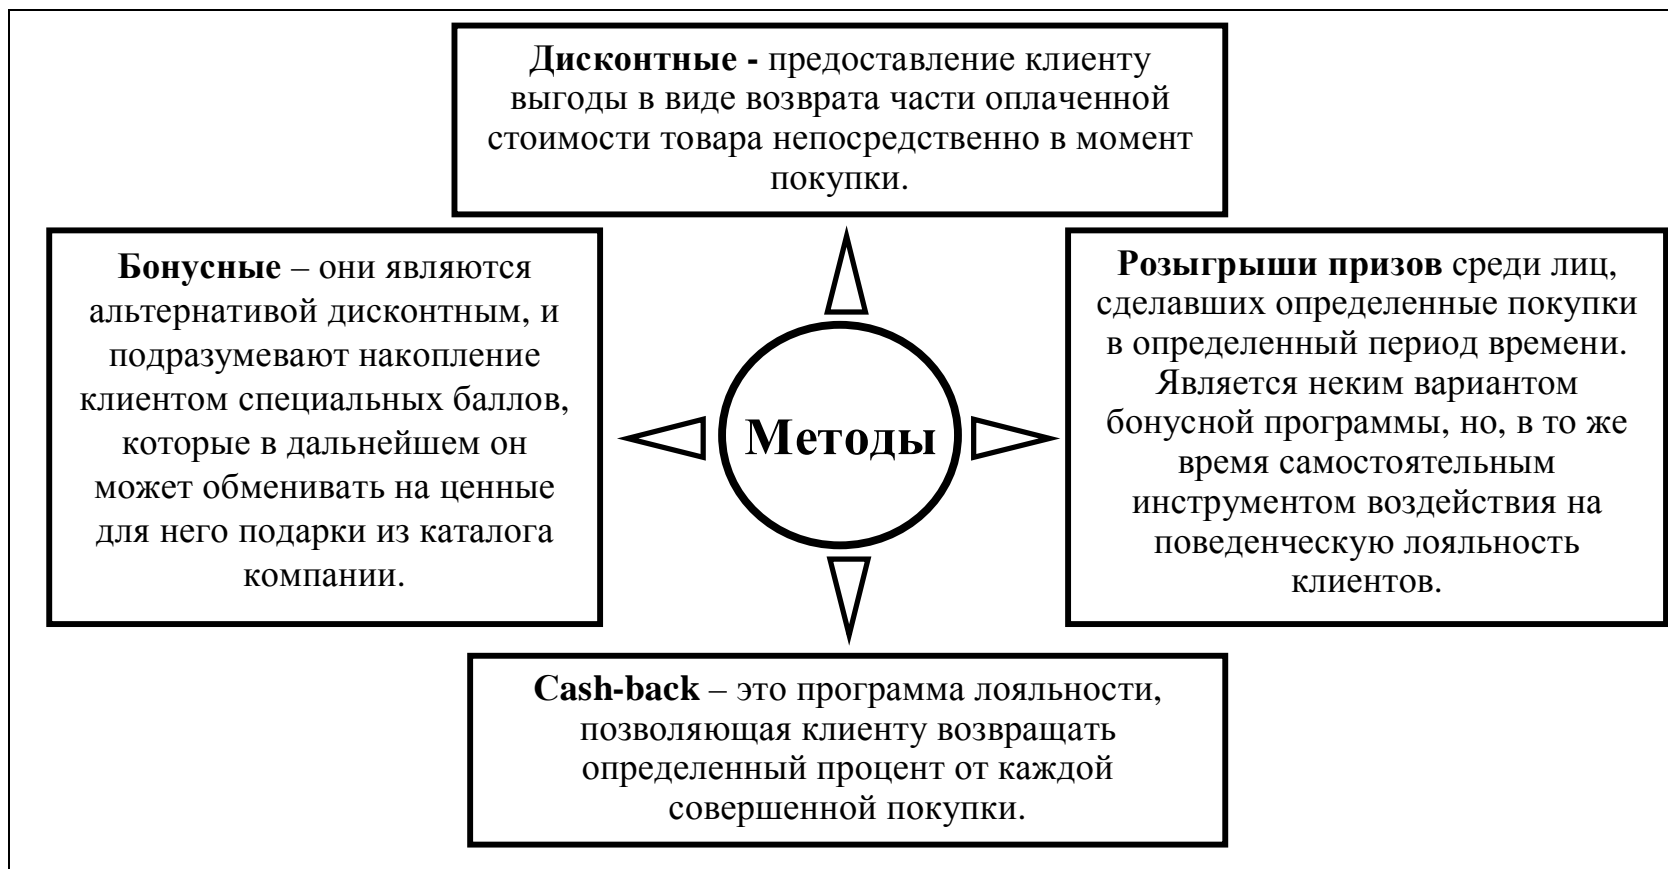 Дисконтные - предоставление клиенту
выгоды в виде возврата части оплаченной
стоимости товара непосредственно в момент
покупки.
Бонусные – они являются
альтернативой дисконтным, и
подразумевают накопление
клиентом специальных баллов,
которые в дальнейшем он
может обменивать на ценные
для него подарки из каталога
компании.
Методы
Розыгрыши призов среди лиц,
сделавших определенные покупки
в определенный период времени.
Является неким вариантом
бонусной программы, но, в то же
время самостоятельным
инструментом воздействия на
поведенческую лояльность
клиентов.
Cash-back – это программа лояльности,
позволяющая клиенту возвращать
определенный процент от каждой
совершенной покупки.